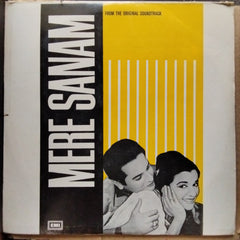 FROM THE ORIGINAL SOUNDTRACK
MERE SANAM
EMI